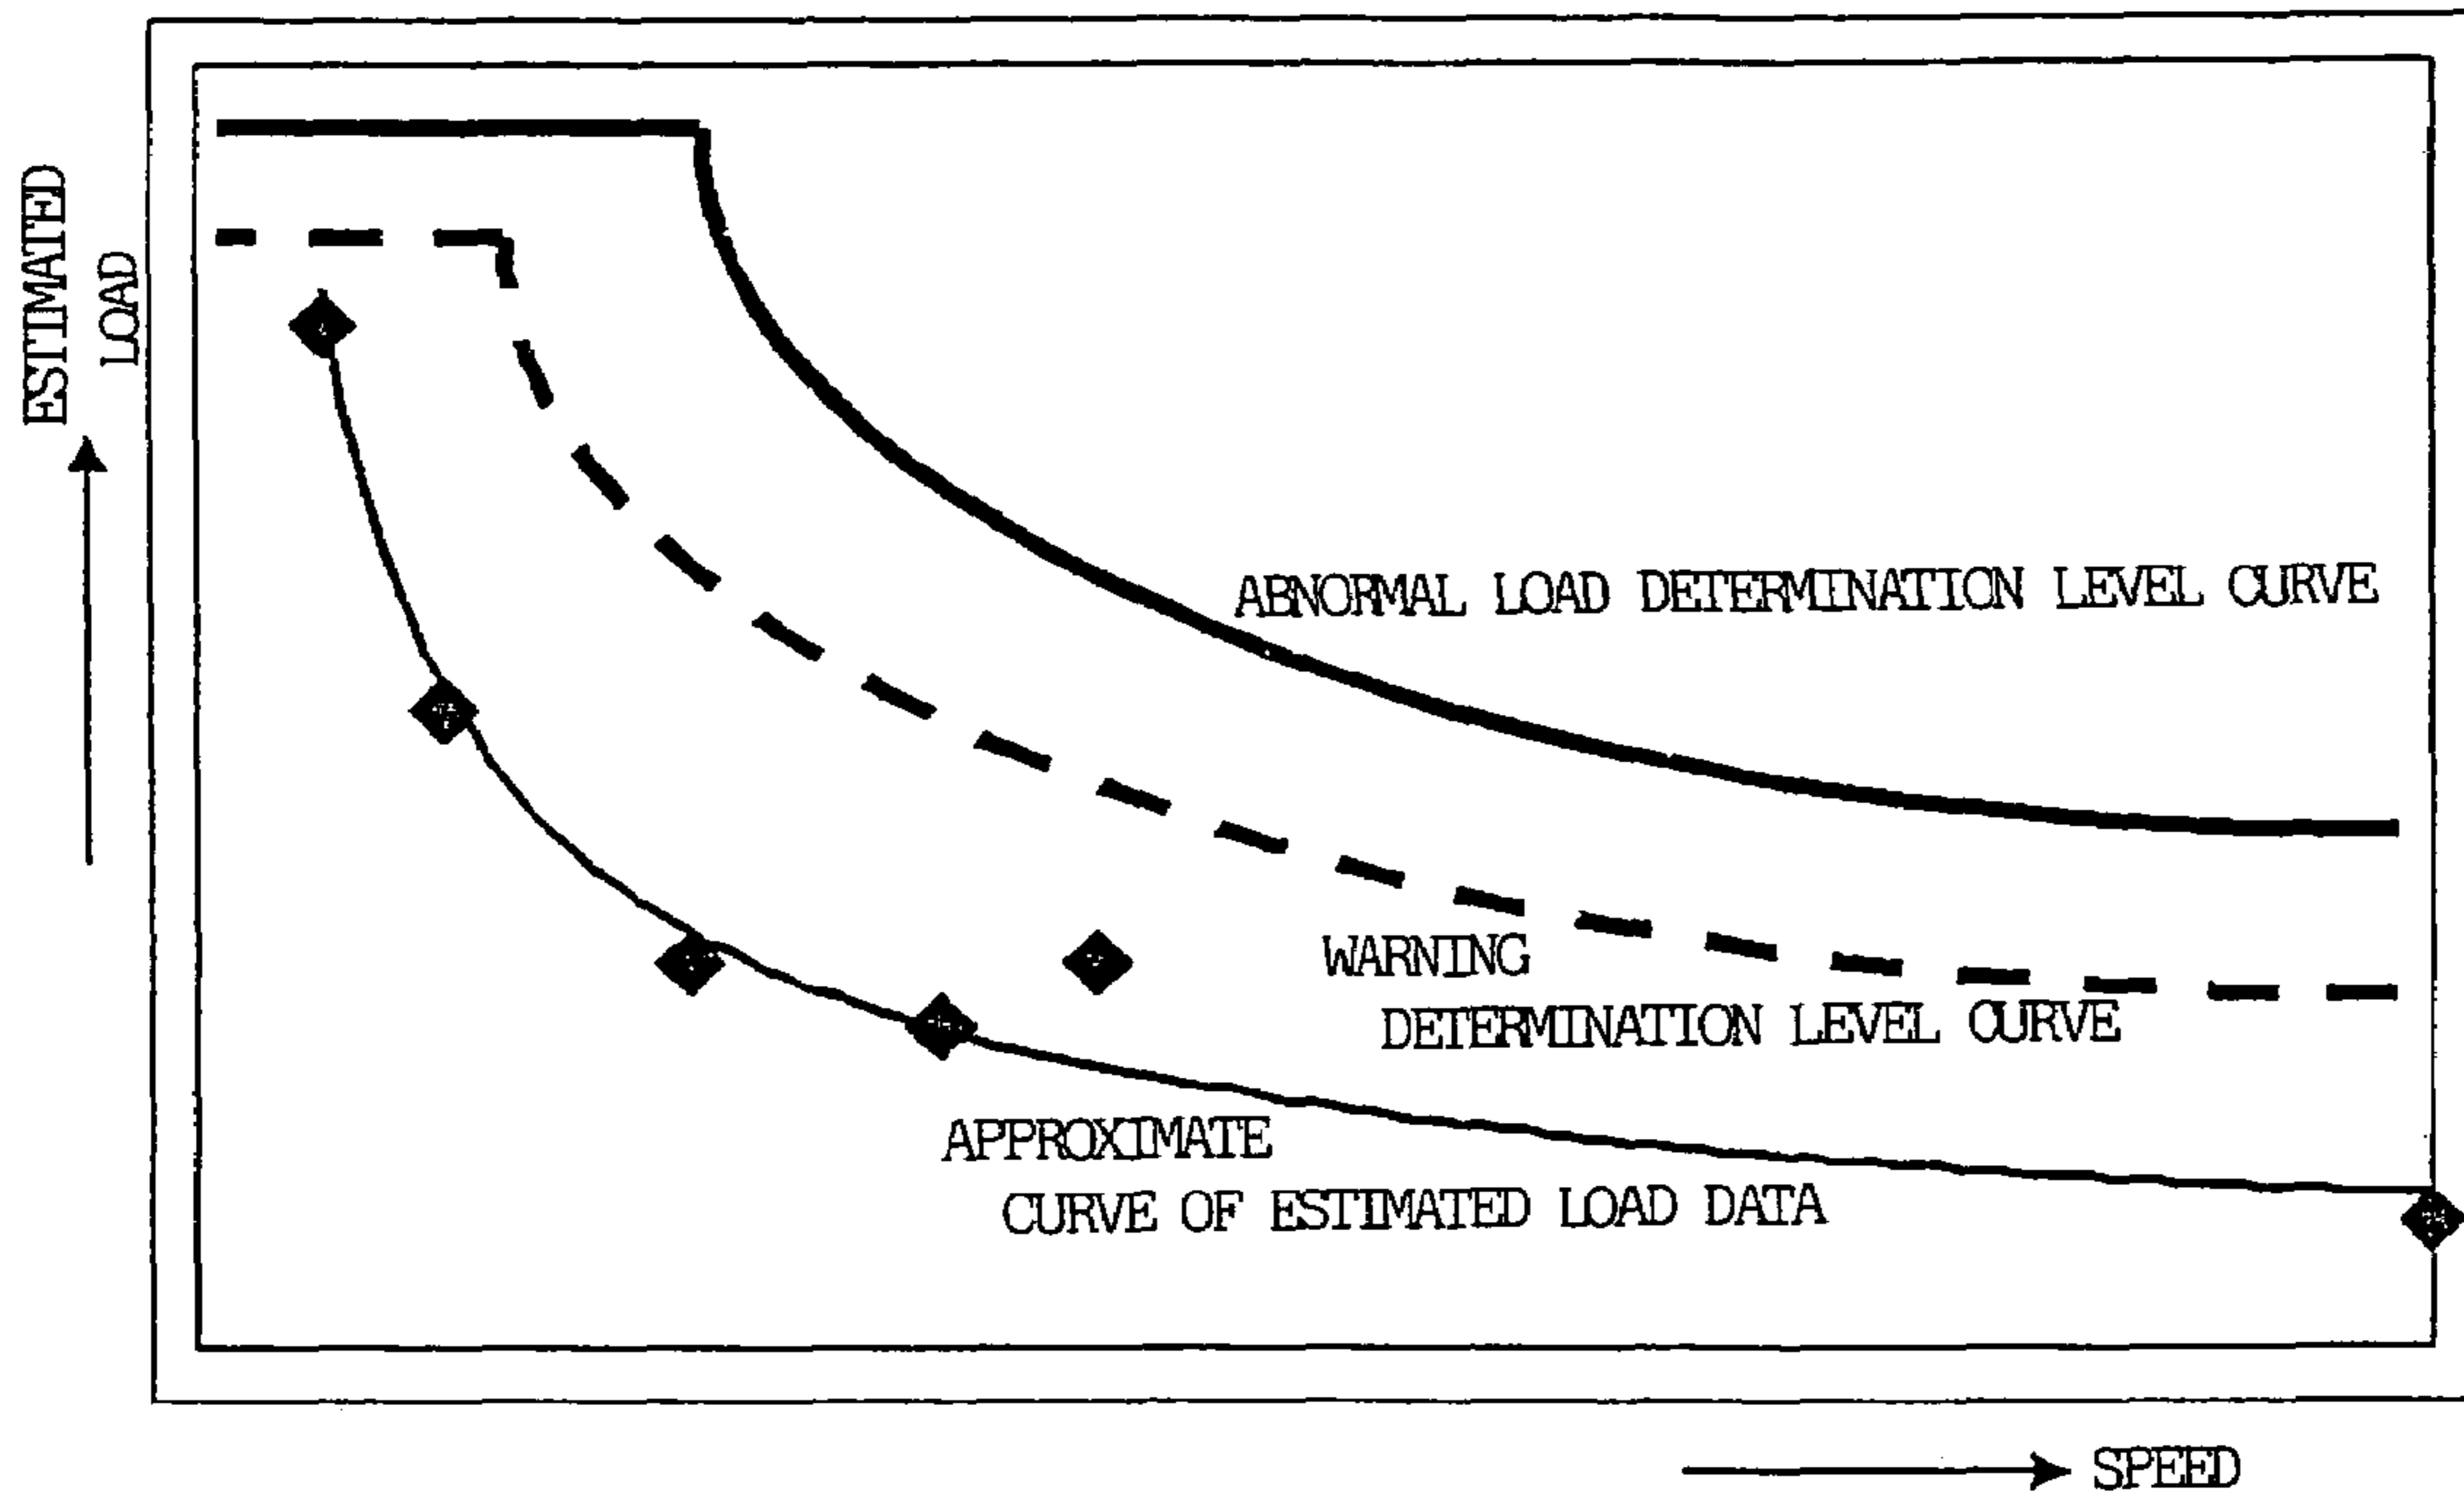 ESTIMATED
LOAD
ABNORMAL LOAD DETERMINATION LEVEL CURVE
WARNING
DETERMINATION LEVEL CURVE
APPROXIMATE
CURVE OF ESTIMATED LOAD DATA
SPEED